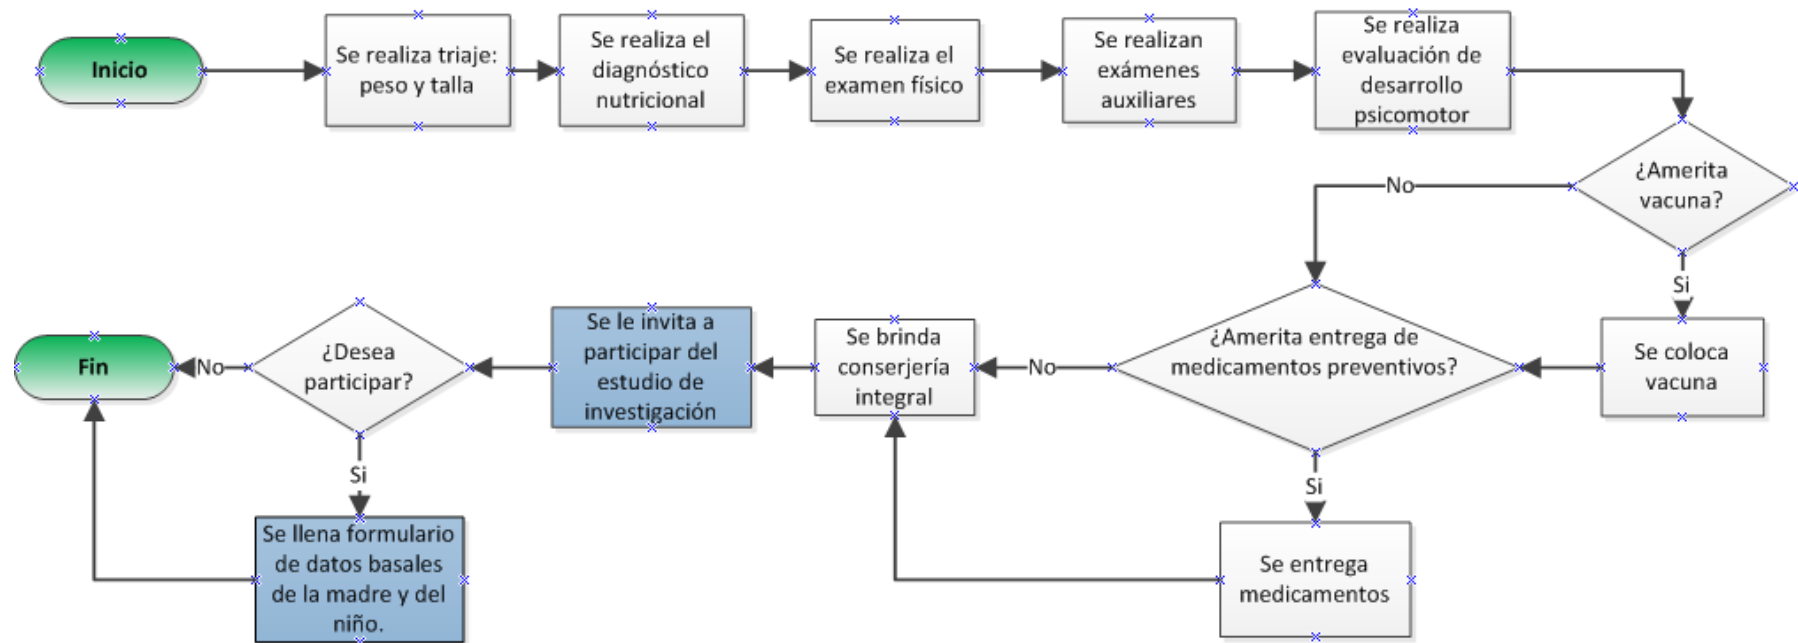 Inicio
Se realiza triaje:
peso y talla
Se realiza el
diagnóstico
nutricional
Se realiza el
examen físico
Se realizan
exámenes
auxiliares
Se realiza
evaluación de
desarrollo
psicomotor
¿Amerita
vacuna?
No
Si
Se coloca
vacuna
¿Amerita entrega de
medicamentos preventivos?
No
Si
Se entrega
medicamentos
Se brinda
conserjería
integral
Se le invita a
participar del
estudio de
investigación
¿Desea
participar?
No
Si
Se llena formulario
de datos basales
de la madre y del
niño.
Fin